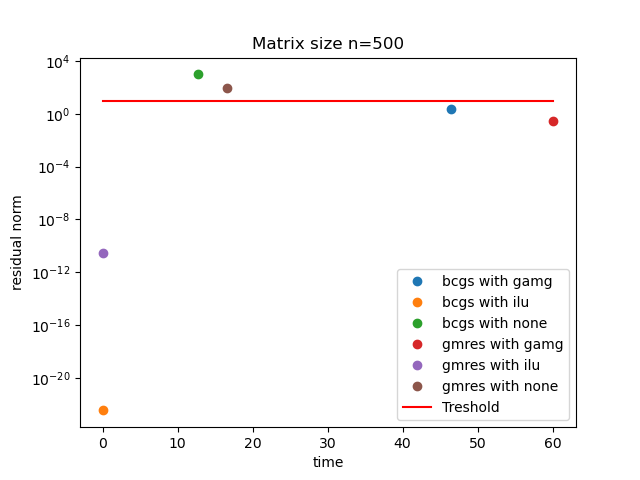 Matrix size n=500
residual norm
10^4
10^0
10^−4
10^−8
10^−12
10^−16
10^−20
0
10
20
30
40
50
60
time
bcgs with gamg
bcgs with ilu
bcgs with none
gmres with gamg
gmres with ilu
gmres with none
Treshold